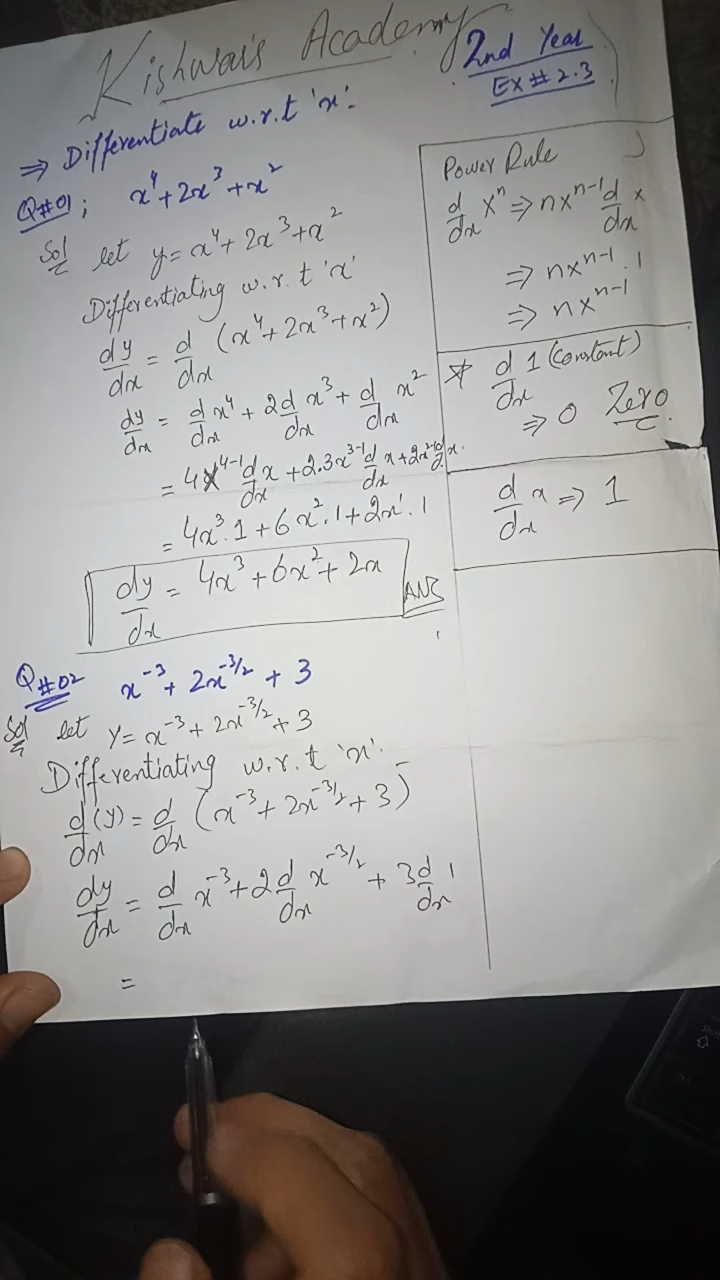 Kishwar's Academy
2nd Year
Ex # 2.3
⇒ Differentiate w.r.t 'x'.
Q#01; x⁴ + 2x³ + x²
Sol let y = x⁴ + 2x³ + x²
Differentiating w.r.t 'x'
dy/dx = d/dx (x⁴ + 2x³ + x²)
dy/dx = d/dx x⁴ + 2 d/dx x³ + d/dx x²
= 4x⁴⁻¹ d/dx x + 2·3x³⁻¹ d/dx x + 2x²⁻¹ d/dx x.
= 4x³·1 + 6x²·1 + 2x¹·1
dy/dx = 4x³ + 6x² + 2x
ANS
Q#02 x⁻³ + 2x^(-3/2) + 3
Sol let Y = x⁻³ + 2x^(-3/2) + 3
Differentiating w.r.t 'x'.
d/dx (y) = d/dx (x⁻³ + 2x^(-3/2) + 3)
dy/dx = d/dx x⁻³ + 2 d/dx x^(-3/2) + 3 d/dx 1
=
Power Rule
d/dx xⁿ ⇒ nxⁿ⁻¹ d/dx x
⇒ nxⁿ⁻¹·1
⇒ nxⁿ⁻¹
* d/dx 1 (constant)
⇒ 0 Zero
d/dx x ⇒ 1